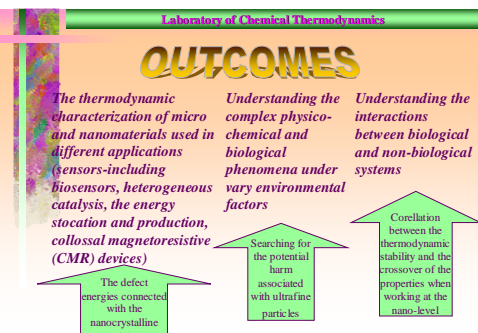 Laboratory of Chemical Thermodynamics
OUTCOMES
The thermodynamic
characterization of micro
and nanomaterials used in
different applications
(sensors-including
biosensors, heterogeneous
catalysis, the energy
stocation and production,
collossal magnetoresistive
(CMR) devices)
Understanding the
complex physico-
chemical and
biological
phenomena under
vary environmental
factors
Understanding the
interactions
between biological
and non-biological
systems
The defect
energies connected
with the
nanocrystalline
Searching for
the potential
harm
associated
with ultrafine
particles
Corellation
between the
thermodynamic
stability and the
crossover of the
properties when
working at the
nano-level